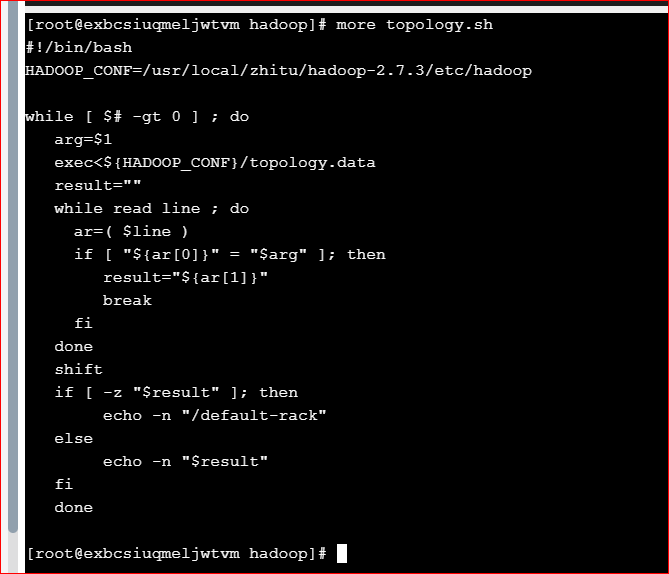 [root@exbcsiuqmeljwtvm hadoop]# more topology.sh
#!/bin/bash
HADOOP_CONF=/usr/local/zhitu/hadoop-2.7.3/etc/hadoop

while [ $# -gt 0 ] ; do
   arg=$1
   exec<${HADOOP_CONF}/topology.data
   result=""
   while read line ; do
     ar=( $line )
     if [ "${ar[0]}" = "$arg" ]; then
        result="${ar[1]}"
        break
     fi
   done
   shift
   if [ -z "$result" ]; then
        echo -n "/default-rack"
   else
        echo -n "$result"
   fi
   done

[root@exbcsiuqmeljwtvm hadoop]#